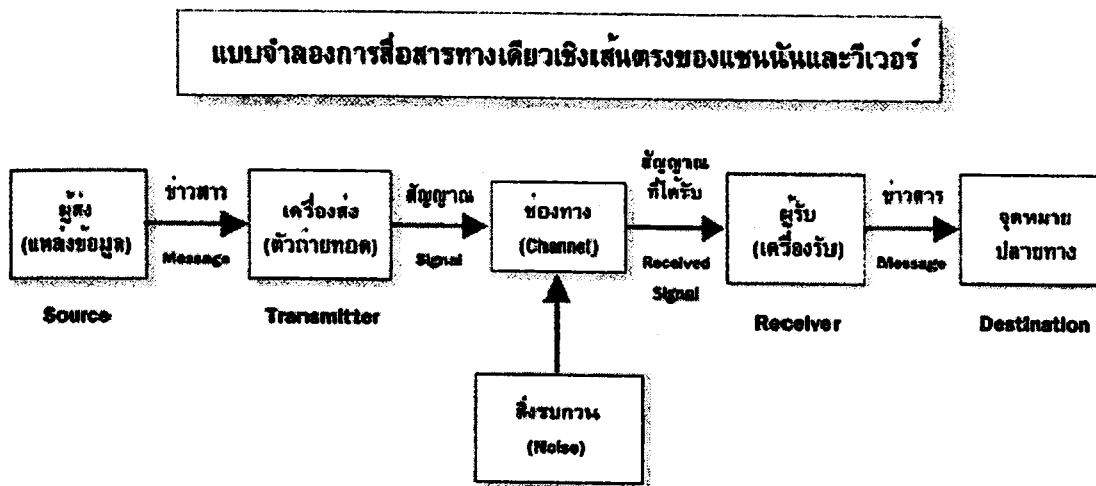 แบบจำลองการสื่อสารทางเดียวเชิงเส้นตรงของแชนนันและวีเวอร์
ผู้ส่ง
(แหล่งข้อมูล)
Source
ข่าวสาร
Message
เครื่องส่ง
(ตัวถ่ายทอด)
Transmitter
สัญญาณ
Signal
ช่องทาง
(Channel)
สัญญาณ
ที่ได้รับ
Received
Signal
ผู้รับ
(เครื่องรับ)
Receiver
ข่าวสาร
Message
จุดหมาย
ปลายทาง
Destination
สิ่งรบกวน
(Noise)